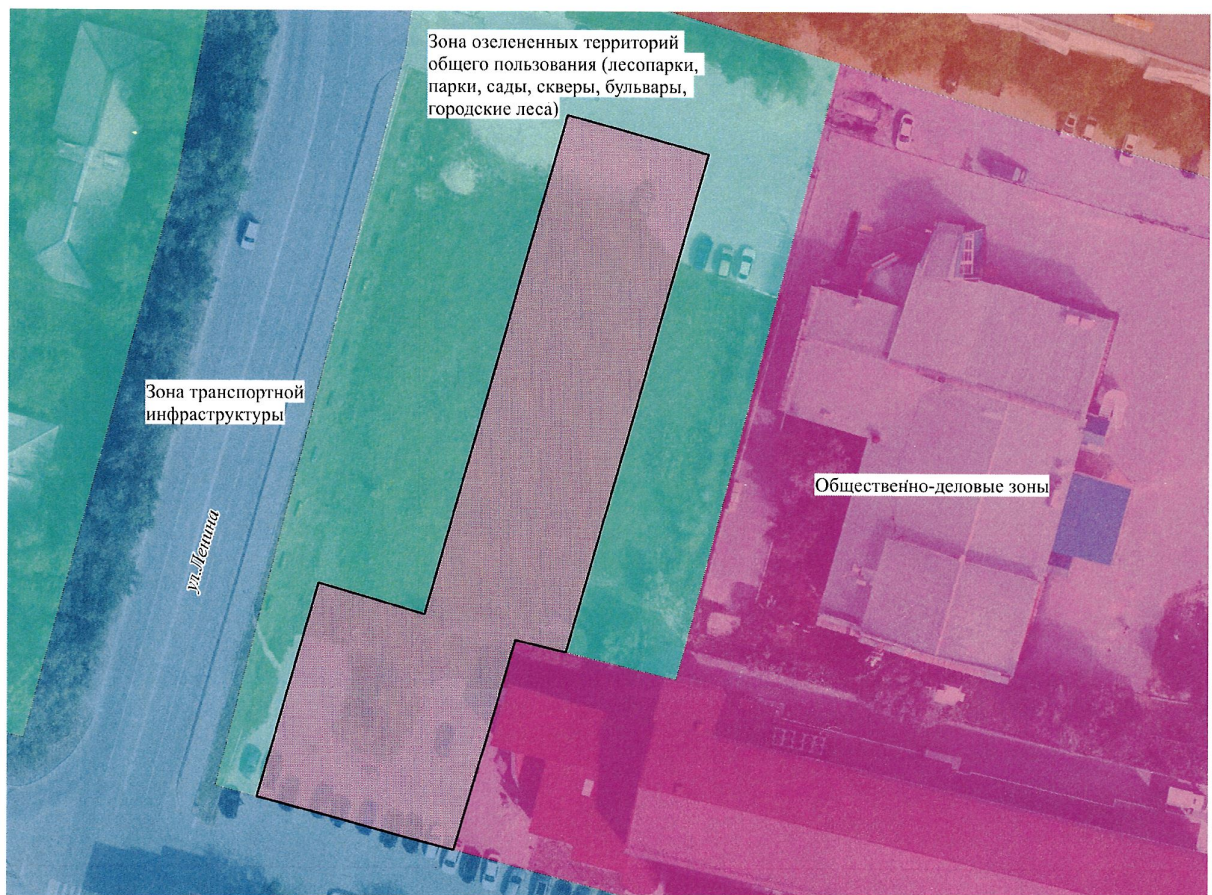 Зона озелененных территорий
общего пользования (лесопарки,
парки, сады, скверы, бульвары,
городские леса)
Зона транспортной
инфраструктуры
Общественно-деловые зоны
ул.Ленина